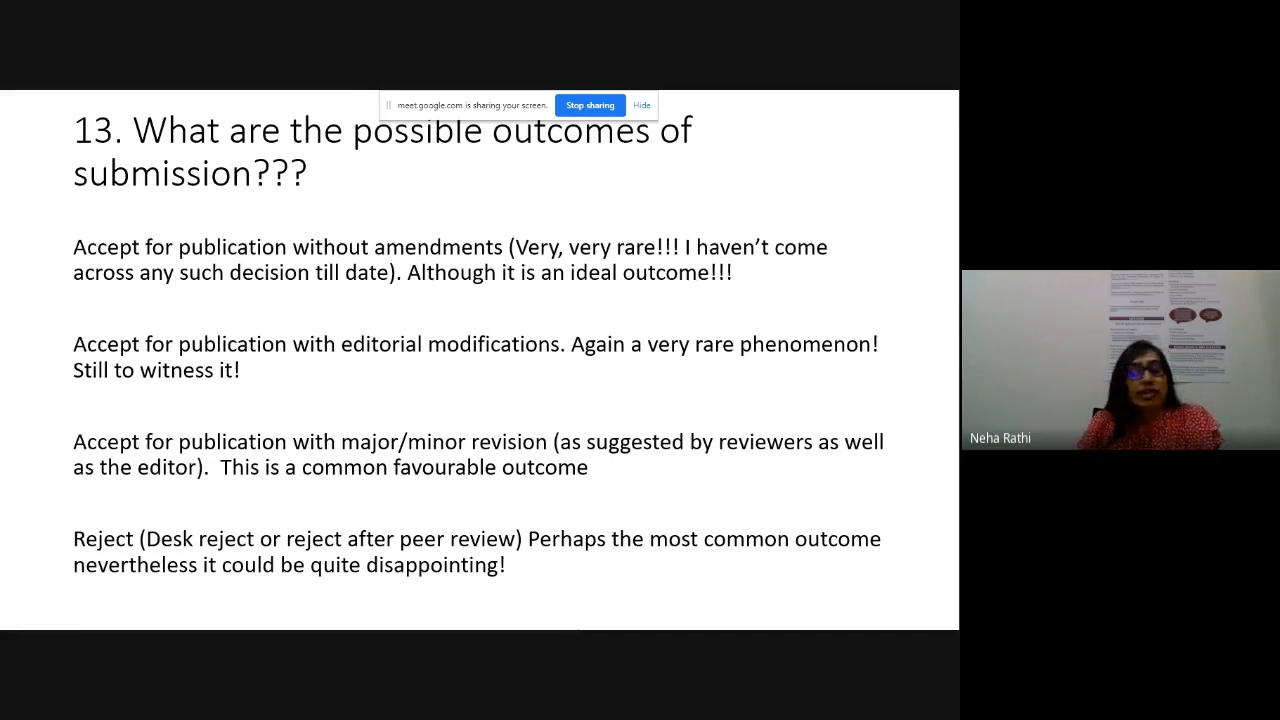 meet.google.com is sharing your screen. Stop sharing Hide
13. What are the possible outcomes of
submission???
Accept for publication without amendments (Very, very rare!!! I haven’t come
across any such decision till date). Although it is an ideal outcome!!!
Accept for publication with editorial modifications. Again a very rare phenomenon!
Still to witness it!
Accept for publication with major/minor revision (as suggested by reviewers as well
as the editor).  This is a common favourable outcome
Reject (Desk reject or reject after peer review) Perhaps the most common outcome
nevertheless it could be quite disappointing!
Neha Rathi